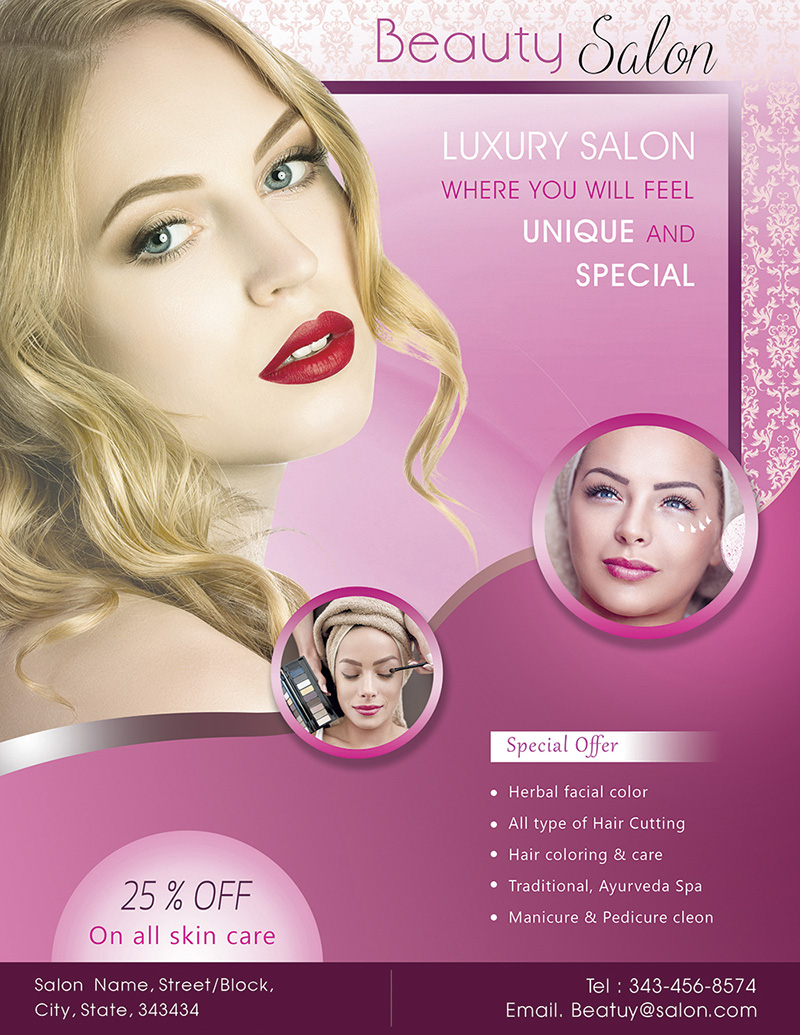 Beauty Salon
LUXURY SALON
WHERE YOU WILL FEEL
UNIQUE AND
SPECIAL
Special Offer
• Herbal facial color
• All type of Hair Cutting
• Hair coloring & care
• Traditional, Ayurveda Spa
• Manicure & Pedicure cleon
25 % OFF
On all skin care
Salon Name, Street/Block,
City, State, 343434
Tel : 343-456-8574
Email. Beatuy@salon.com